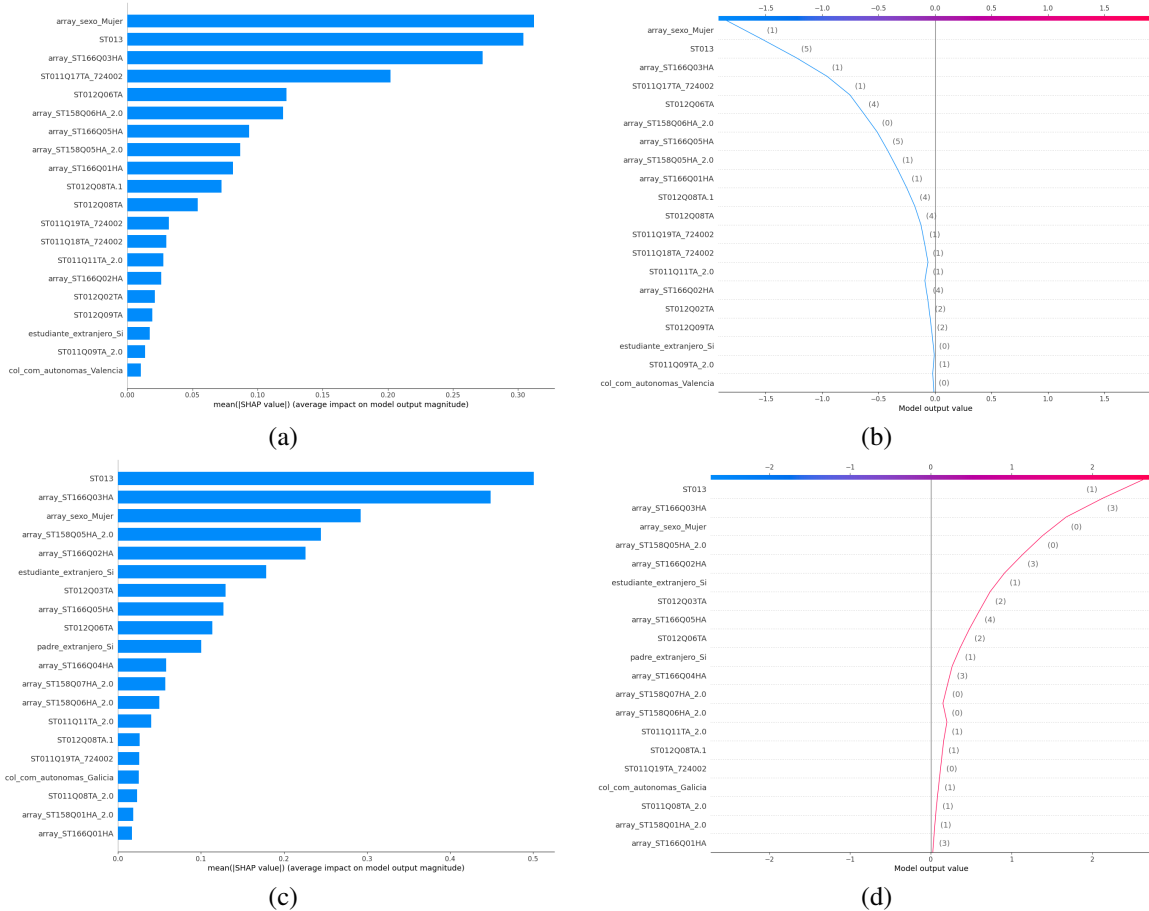 array_sexo_Mujer
ST013
array_ST166Q03HA
ST011Q17TA_724002
ST012Q06TA
array_ST158Q06HA_2.0
array_ST166Q05HA
array_ST158Q05HA_2.0
array_ST166Q01HA
ST012Q08TA.1
ST012Q08TA
ST011Q19TA_724002
ST011Q18TA_724002
ST011Q11TA_2.0
array_ST166Q02HA
ST012Q02TA
ST012Q09TA
estudiante_extranjero_Si
ST011Q09TA_2.0
col_com_autonomas_Valencia
0.00 0.05 0.10 0.15 0.20 0.25 0.30
mean(|SHAP value|) (average impact on model output magnitude)
(a)
−1.5 −1.0 −0.5 0.0 0.5 1.0 1.5
array_sexo_Mujer (1)
ST013 (5)
array_ST166Q03HA (1)
ST011Q17TA_724002 (1)
ST012Q06TA (4)
array_ST158Q06HA_2.0 (0)
array_ST166Q05HA (5)
array_ST158Q05HA_2.0 (1)
array_ST166Q01HA (1)
ST012Q08TA.1 (4)
ST012Q08TA (4)
ST011Q19TA_724002 (1)
ST011Q18TA_724002 (1)
ST011Q11TA_2.0 (1)
array_ST166Q02HA (4)
ST012Q02TA (2)
ST012Q09TA (2)
estudiante_extranjero_Si (0)
ST011Q09TA_2.0 (1)
col_com_autonomas_Valencia (0)
−1.5 −1.0 −0.5 0.0 0.5 1.0 1.5
Model output value
(b)
ST013
array_ST166Q03HA
array_sexo_Mujer
array_ST158Q05HA_2.0
array_ST166Q02HA
estudiante_extranjero_Si
ST012Q03TA
array_ST166Q05HA
ST012Q06TA
padre_extranjero_Si
array_ST166Q04HA
array_ST158Q07HA_2.0
array_ST158Q06HA_2.0
ST011Q11TA_2.0
ST012Q08TA.1
ST011Q19TA_724002
col_com_autonomas_Galicia
ST011Q08TA_2.0
array_ST158Q01HA_2.0
array_ST166Q01HA
0.0 0.1 0.2 0.3 0.4 0.5
mean(|SHAP value|) (average impact on model output magnitude)
(c)
−2 −1 0 1 2
ST013 (1)
array_ST166Q03HA (3)
array_sexo_Mujer (0)
array_ST158Q05HA_2.0 (0)
array_ST166Q02HA (3)
estudiante_extranjero_Si (1)
ST012Q03TA (2)
array_ST166Q05HA (4)
ST012Q06TA (2)
padre_extranjero_Si (1)
array_ST166Q04HA (3)
array_ST158Q07HA_2.0 (0)
array_ST158Q06HA_2.0 (0)
ST011Q11TA_2.0 (1)
ST012Q08TA.1 (1)
ST011Q19TA_724002 (0)
col_com_autonomas_Galicia (1)
ST011Q08TA_2.0 (1)
array_ST158Q01HA_2.0 (1)
array_ST166Q01HA (3)
−2 −1 0 1 2
Model output value
(d)